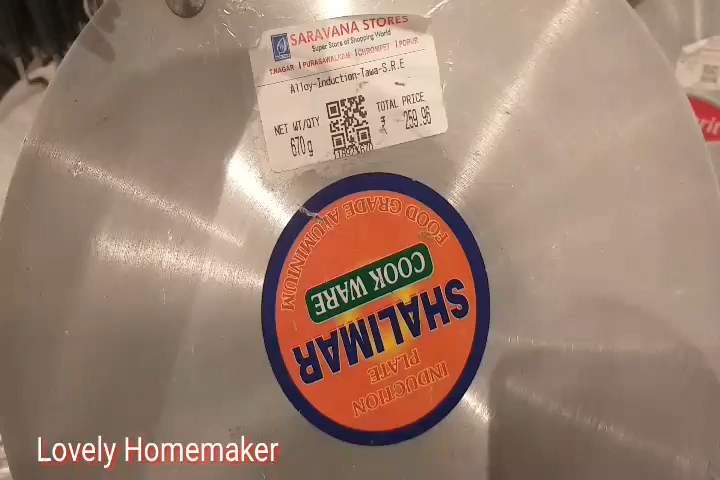 SARAVANA STORES
Super Store of Shopping World
T.NAGAR | PURASAWALKAM | CHROMPET | PORUR
Alloy-Induction-Tawa-S.R.E
NET WT/QTY
670 g
TOTAL PRICE
₹ 259.96
INDUCTION
PLATE
SHALIMAR
COOK WARE
FOOD GRADE ALUMINIUM
Lovely Homemaker